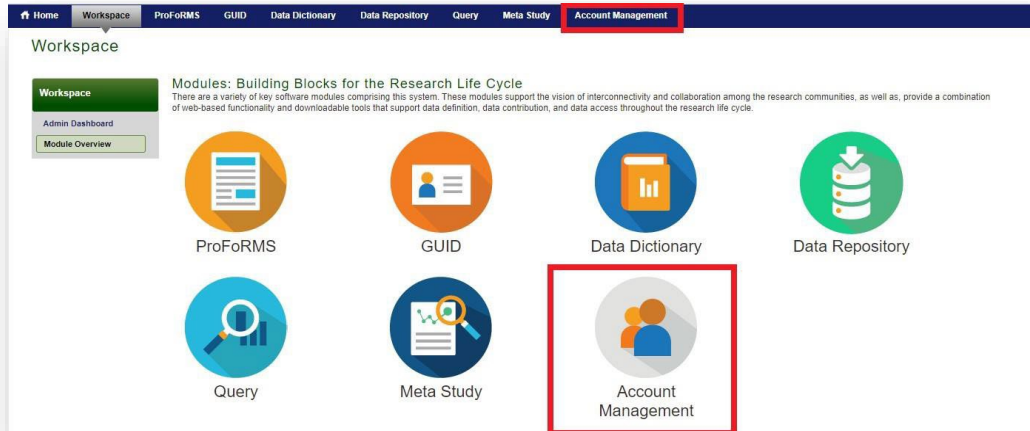 Home Workspace ProFoRMS GUID Data Dictionary Data Repository Query Meta Study Account Management
Workspace
Workspace
Admin Dashboard
Module Overview
Modules: Building Blocks for the Research Life Cycle
There are a variety of key software modules comprising this system. These modules support the vision of interconnectivity and collaboration among the research communities, as well as, provide a combination
of web-based functionality and downloadable tools that support data definition, data contribution, and data access throughout the research life cycle.
ProFoRMS
GUID
Data Dictionary
Data Repository
Query
Meta Study
Account
Management